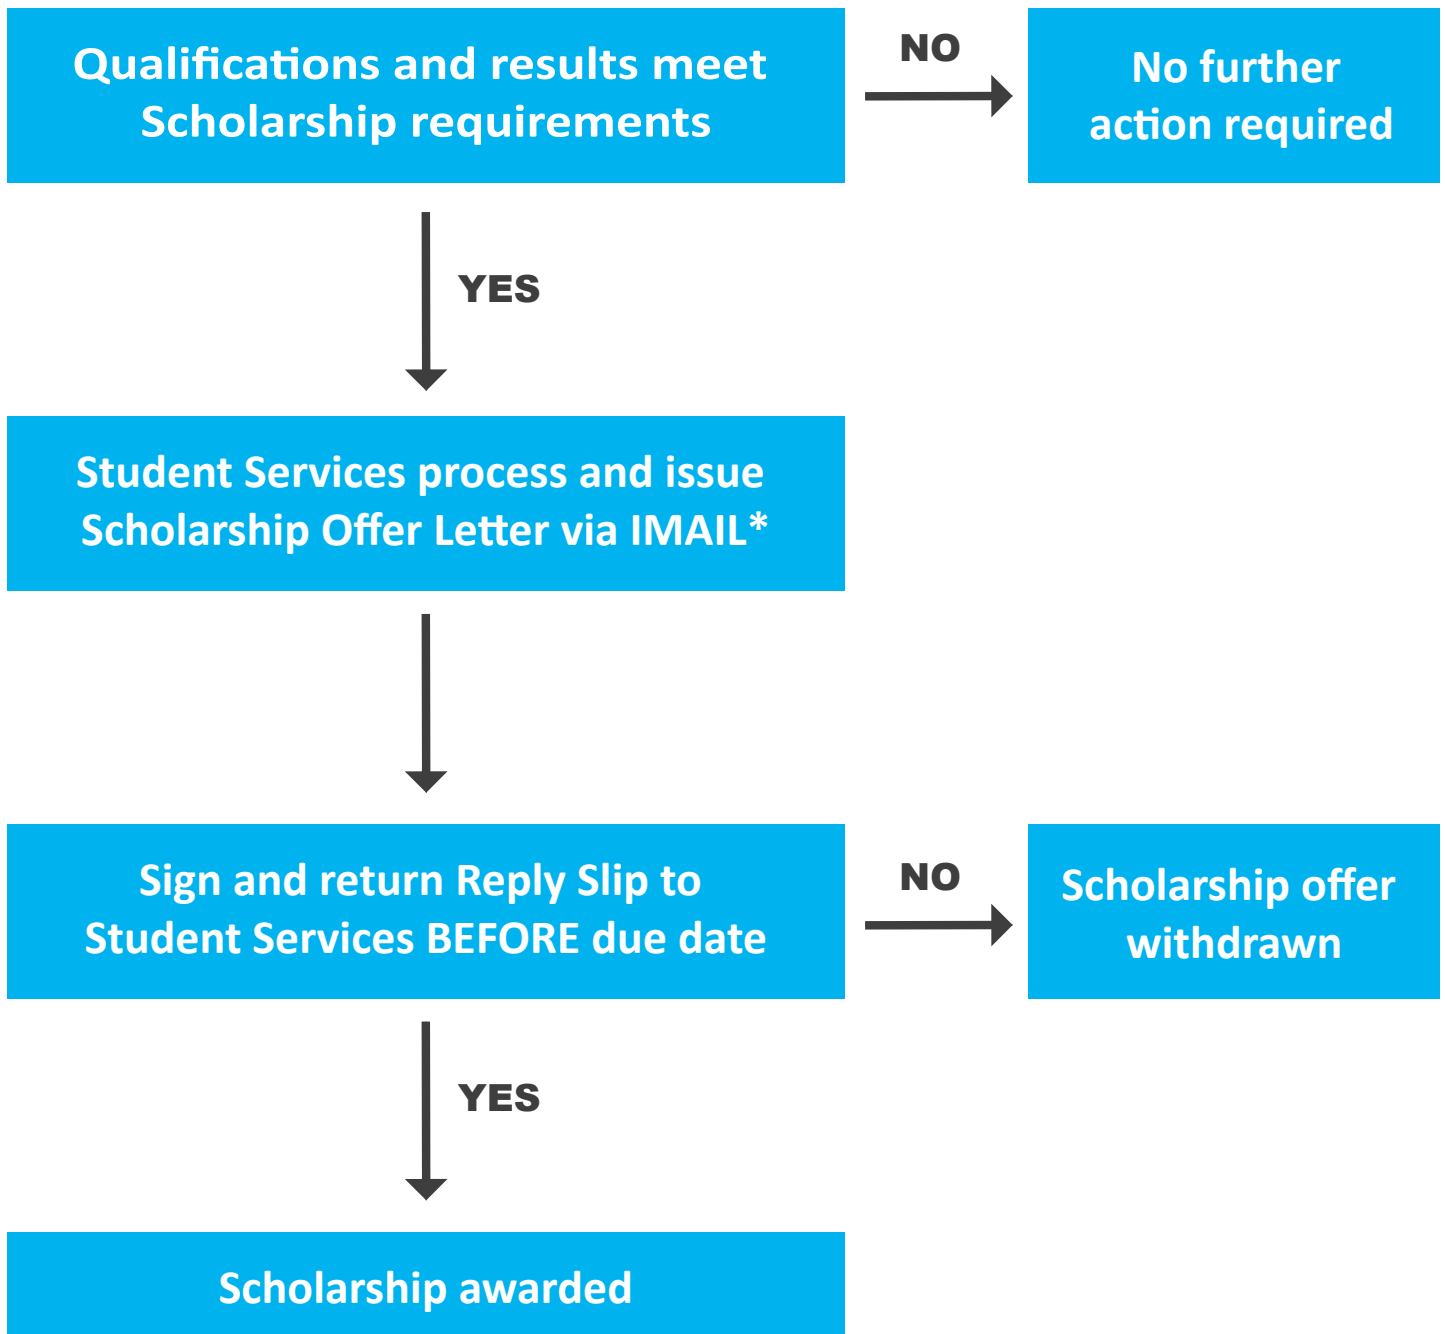 Qualifications and results meet
Scholarship requirements
NO
No further
action required
YES
Student Services process and issue
Scholarship Offer Letter via IMAIL*
Sign and return Reply Slip to
Student Services BEFORE due date
NO
Scholarship offer
withdrawn
YES
Scholarship awarded